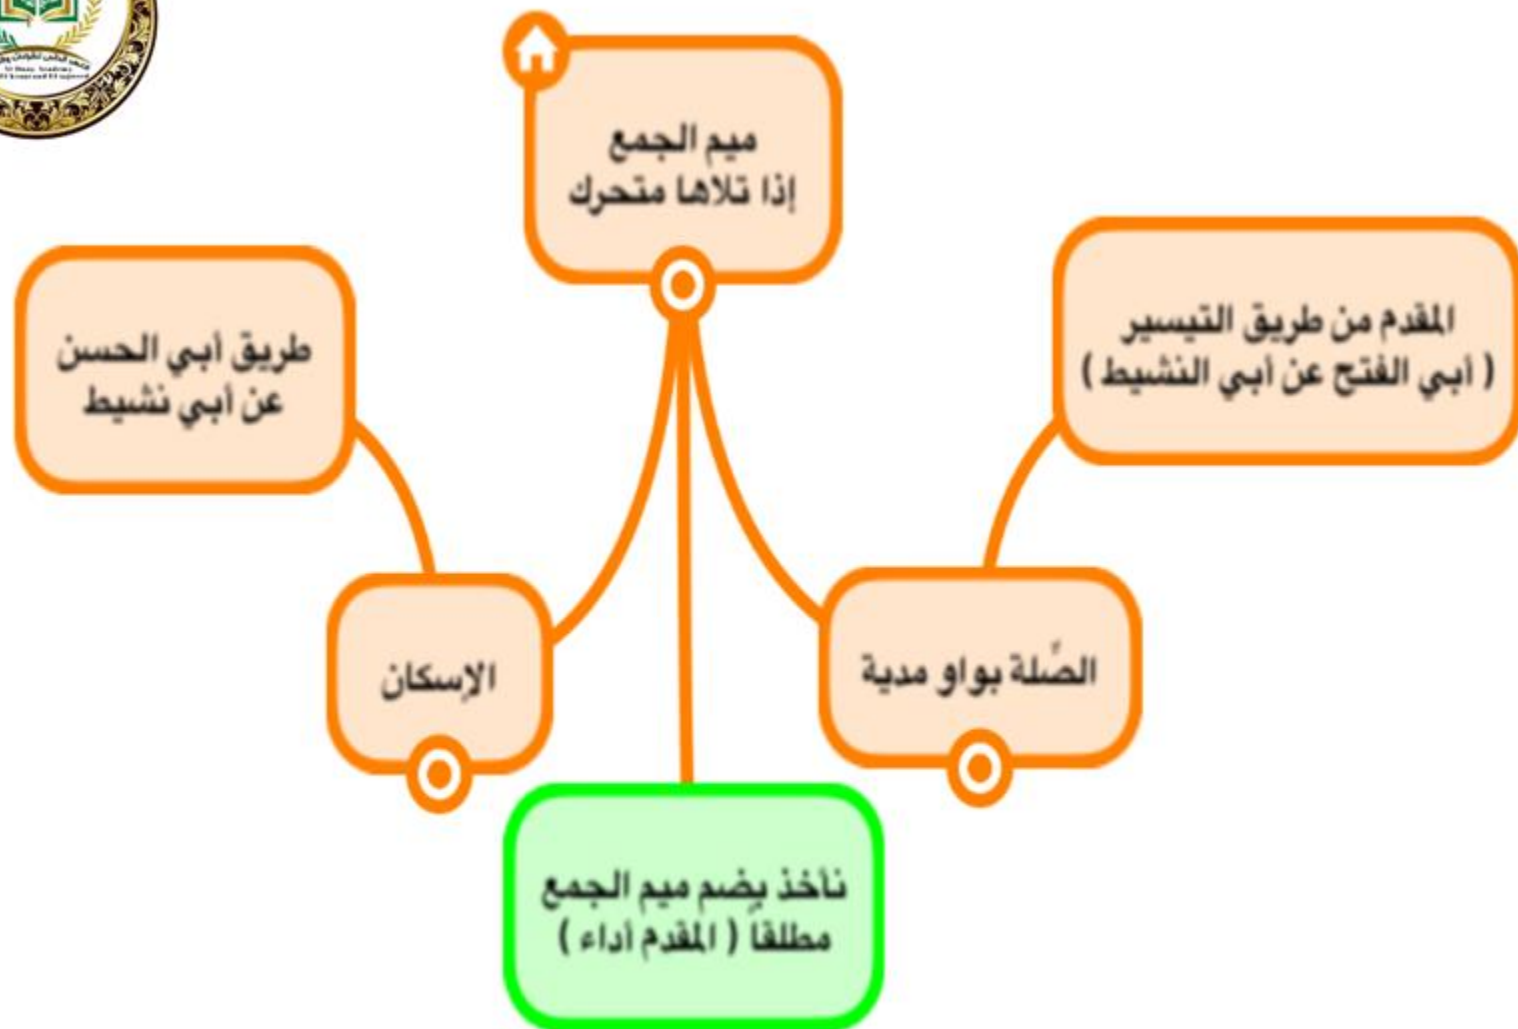 ميم الجمع
إذا تلاها متحرك
المقدم من طريق التيسير
( أبي الفتح عن أبي النشيط )
طريق أبي الحسن
عن أبي نشيط
الصِّلة بواو مدية
الإسكان
نأخذ بضم ميم الجمع
مطلقاً ( المقدم أداء )